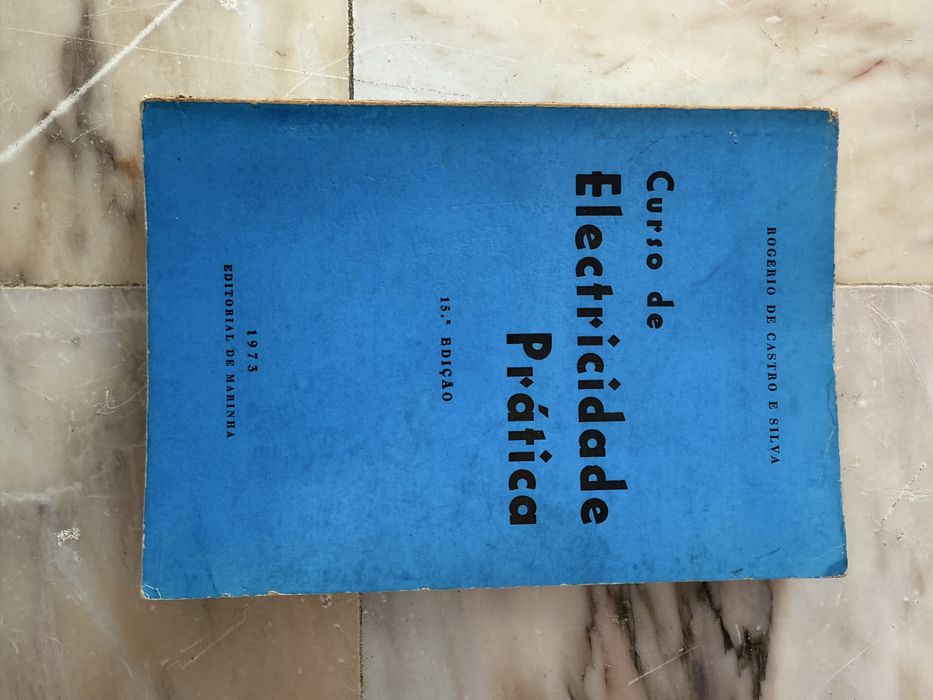 ROGERIO DE CASTRO E SILVA
Curso de
Electricidade
Prática
15.ª EDIÇÃO
1973
EDITORIAL DE MARINHA